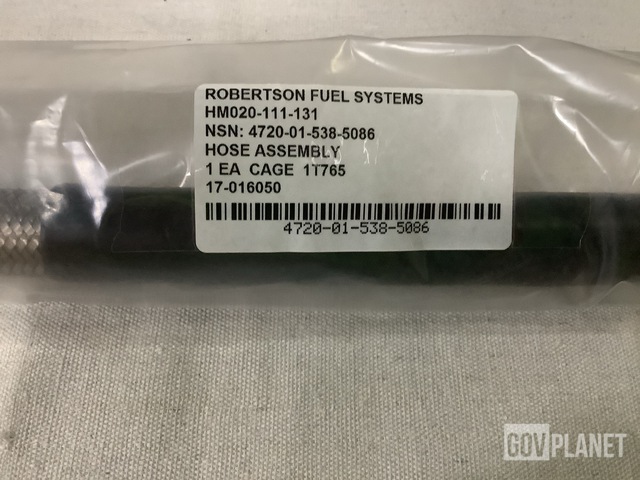 ROBERTSON FUEL SYSTEMS
HM020-111-131
NSN: 4720-01-538-5086
HOSE ASSEMBLY
1 EA CAGE 1T765
17-016050
4720-01-538-5086
GOVPLANET